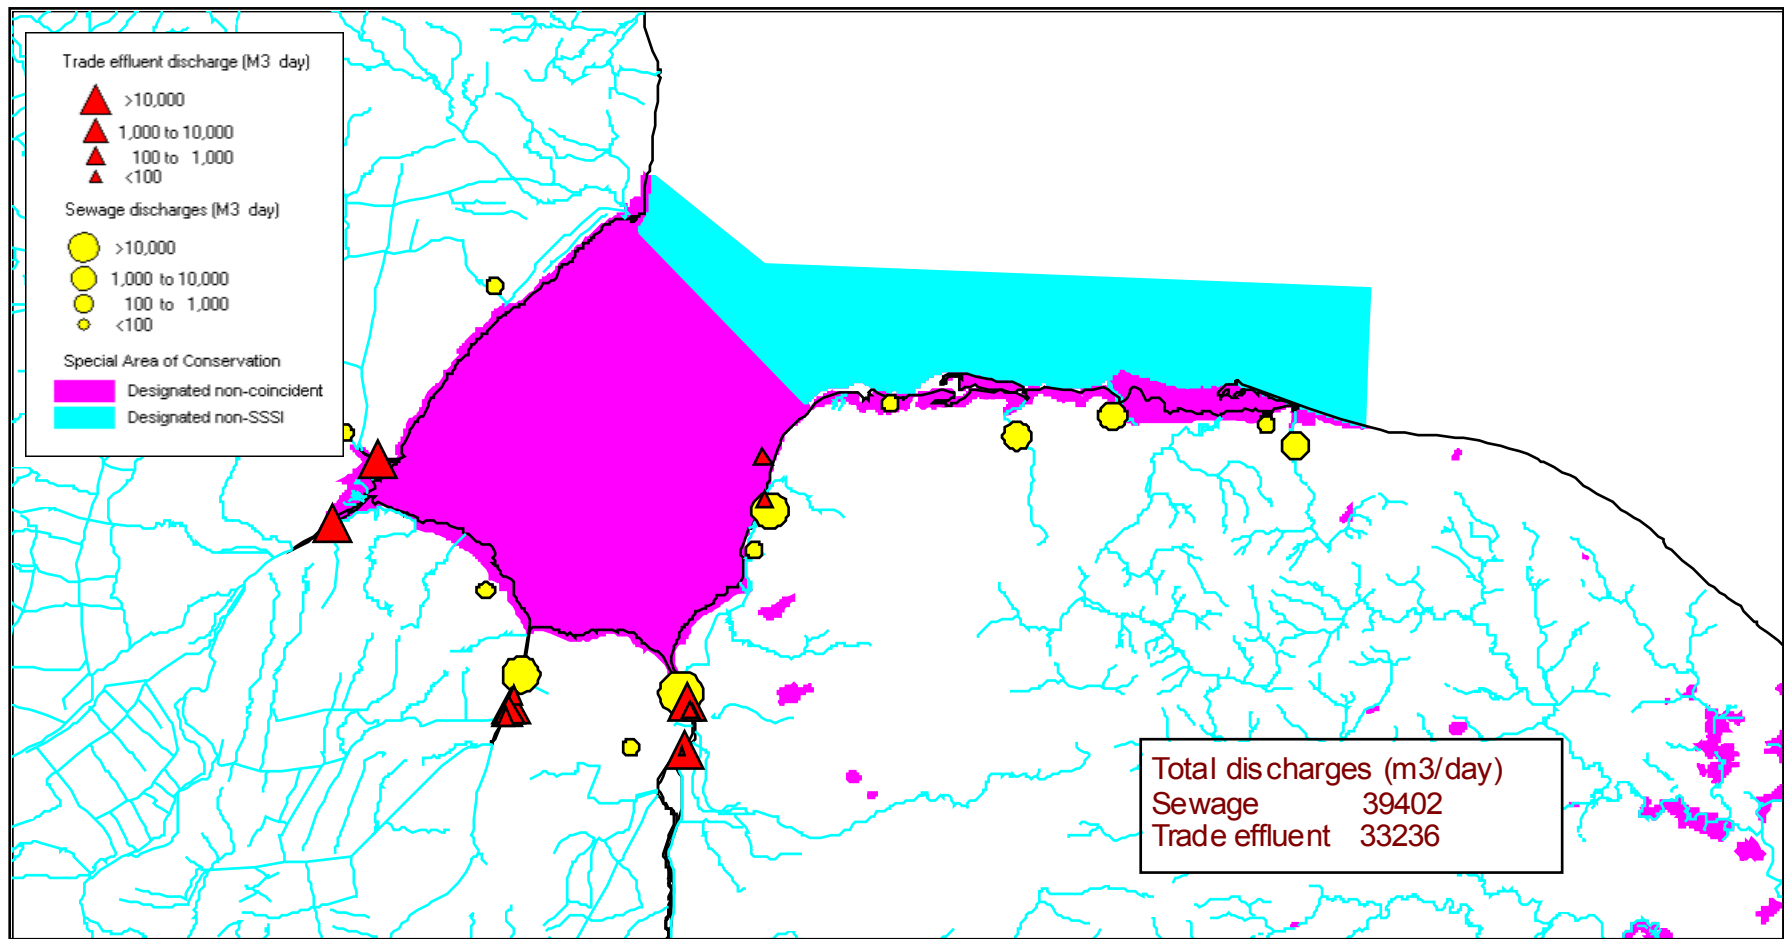 Trade effluent discharge (M3 day)
>10,000
1,000 to 10,000
100 to 1,000
<100
Sewage discharges (M3 day)
>10,000
1,000 to 10,000
100 to 1,000
<100
Special Area of Conservation
Designated non-coincident
Designated non-SSSI
Total discharges (m3/day)
Sewage 39402
Trade effluent 33236